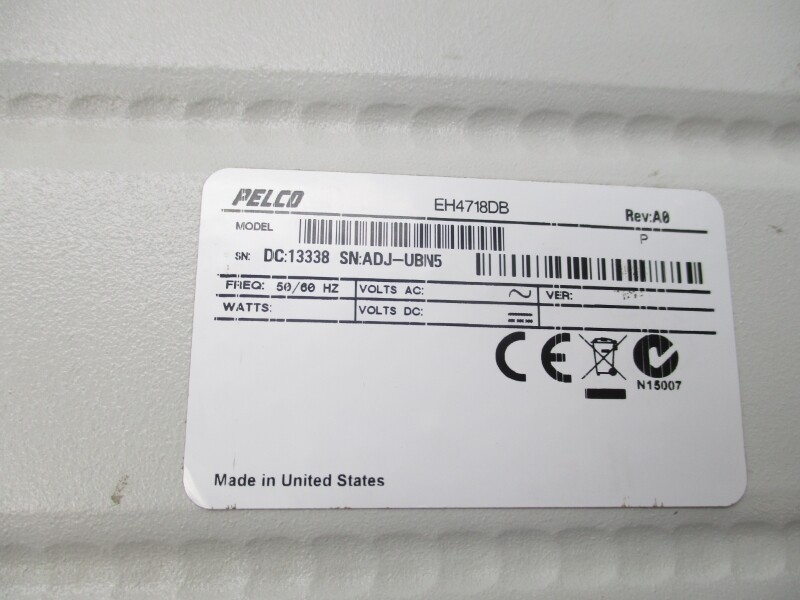 PELCO
EH4718DB
Rev:A0
MODEL
P
SN: DC:13338 SN:ADJ-UBN5
FREQ: 50/60 HZ VOLTS AC: VER:
WATTS: VOLTS DC:
CE
N15007
Made in United States